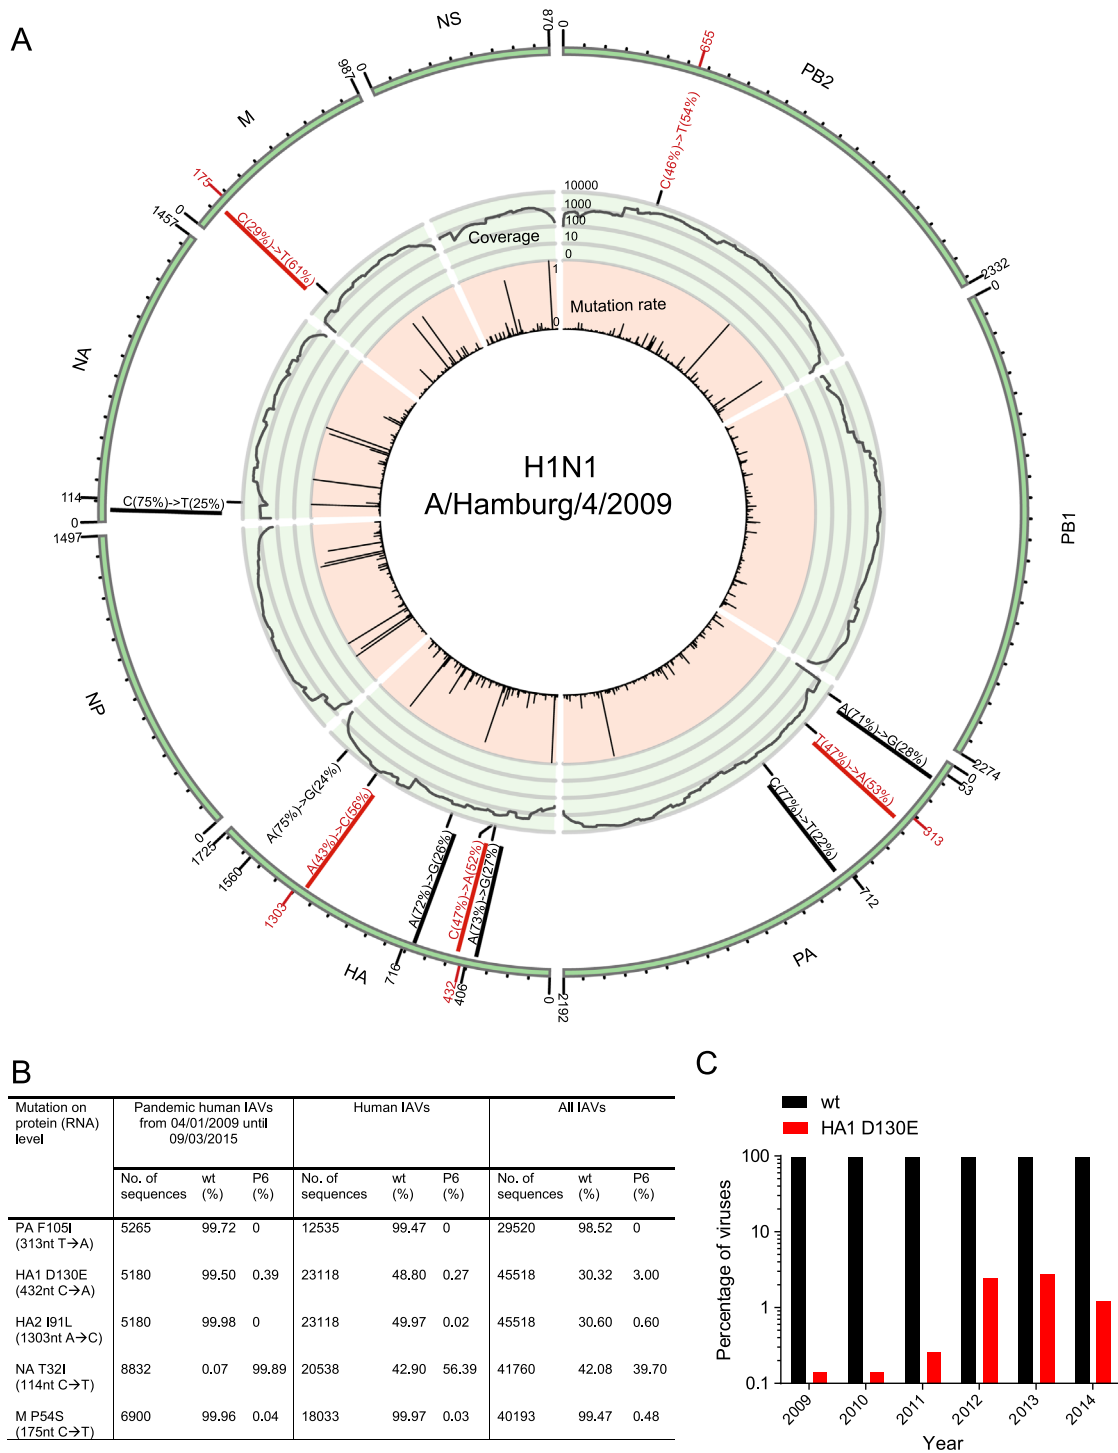 A
NS
870
0
655
PB2
987
0
M
175
0
1457
C(46%)->T(54%)
10000
1000
100
10
0
Coverage
1
0
Mutation rate
C(29%)->T(61%)
2332
0
NA
H1N1
A/Hamburg/4/2009
114
0
C(75%)->T(25%)
1497
PB1
NP
A(71%)->G(28%)
T(47%)->A(53%)
C(77%)->T(22%)
2274
0
53
313
712
A(75%)->G(24%)
A(43%)->C(56%)
A(72%)->G(26%)
C(47%)->A(52%)
A(73%)->G(27%)
0
1725
1560
1303
HA
716
432
406
0
2192
PA
B
Mutation on protein (RNA) level
Pandemic human IAVs from 04/01/2009 until 09/03/2015
Human IAVs
All IAVs
No. of sequences wt (%) P6 (%) No. of sequences wt (%) P6 (%) No. of sequences wt (%) P6 (%)
PA F105I (313nt T→A) 5265 99.72 0 12535 99.47 0 29520 98.52 0
HA1 D130E (432nt C→A) 5180 99.50 0.39 23118 48.80 0.27 45518 30.32 3.00
HA2 I91L (1303nt A→C) 5180 99.98 0 23118 49.97 0.02 45518 30.60 0.60
NA T32I (114nt C→T) 8832 0.07 99.89 20538 42.90 56.39 41760 42.08 39.70
M P54S (175nt C→T) 6900 99.96 0.04 18033 99.97 0.03 40193 99.47 0.48
C
wt
HA1 D130E
Percentage of viruses
100
10
1
0.1
2009 2010 2011 2012 2013 2014
Year